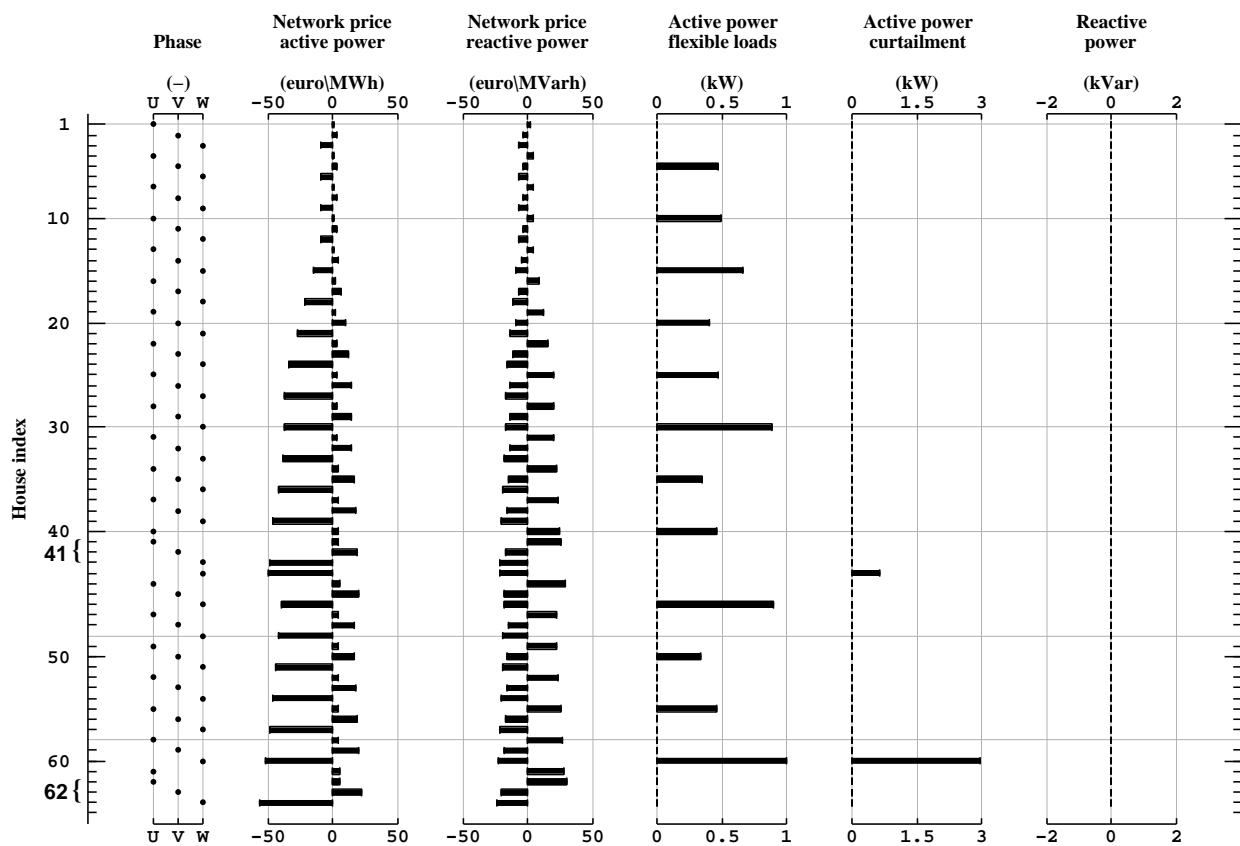 Network price Network price Active power Active power Reactive
Phase active power reactive power flexible loads curtailment power
(−) (euro\MWh) (euro\MVarh) (kW) (kW) (kVar)
U V W −50 0 50 −50 0 50 0 0.5 1 0 1.5 3 −2 0 2
1
10
20
30
House index
40
41 {
50
60
62 {
U V W −50 0 50 −50 0 50 0 0.5 1 0 1.5 3 −2 0 2